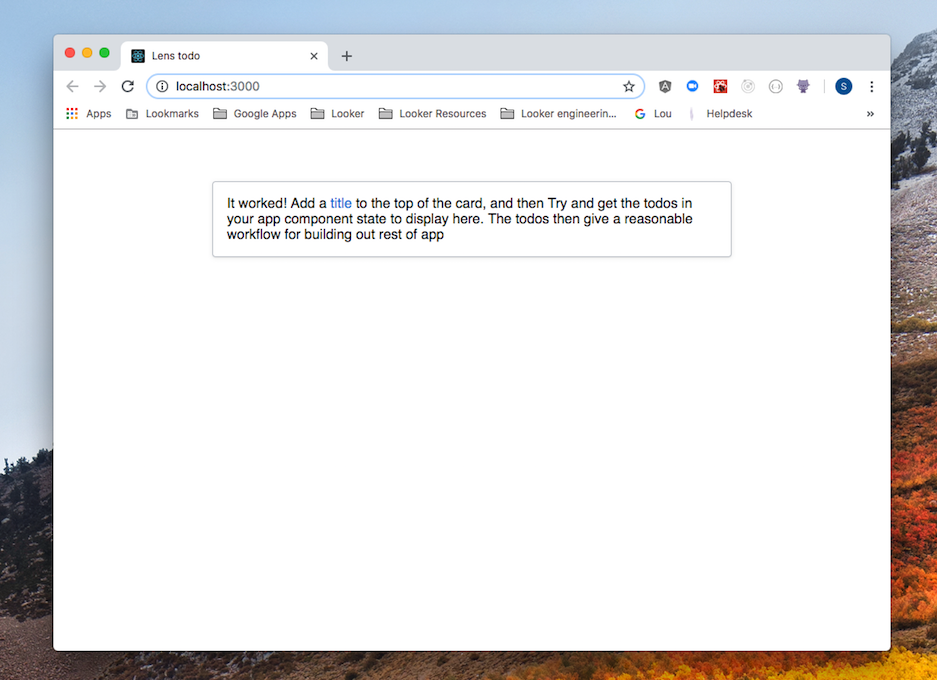 Lens todo
localhost:3000
S
Apps Lookmarks Google Apps Looker Looker Resources Looker engineerin... Lou Helpdesk »
It worked! Add a title to the top of the card, and then Try and get the todos in
your app component state to display here. The todos then give a reasonable
workflow for building out rest of app